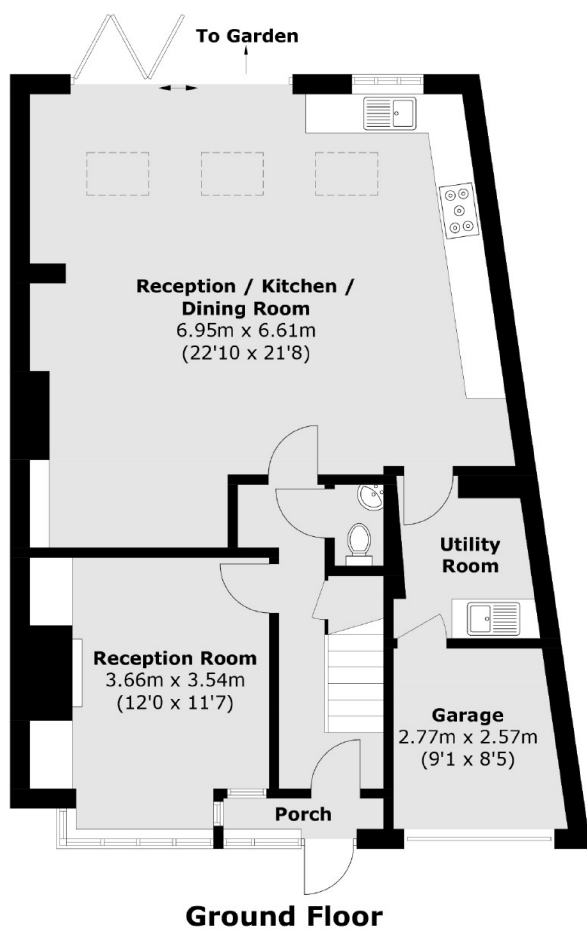 To Garden
Reception / Kitchen /
Dining Room
6.95m x 6.61m
(22'10 x 21'8)
Utility
Room
Reception Room
3.66m x 3.54m
(12'0 x 11'7)
Garage
2.77m x 2.57m
(9'1 x 8'5)
Porch
Ground Floor